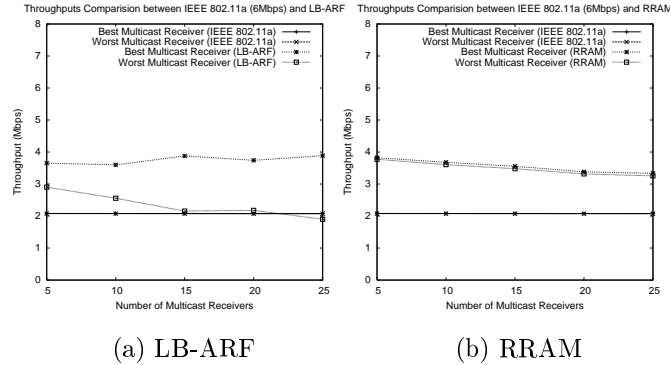 Throughputs Comparision between IEEE 802.11a (6Mbps) and LB-ARF
8
7
6
5
4
3
2
1
0
Throughput (Mbps)
Best Multicast Receiver (IEEE 802.11a)
Worst Multicast Receiver (IEEE 802.11a)
Best Multicast Receiver (LB-ARF)
Worst Multicast Receiver (LB-ARF)
5 10 15 20 25
Number of Multicast Receivers
(a) LB-ARF
Throughputs Comparision between IEEE 802.11a (6Mbps) and RRAM
8
7
6
5
4
3
2
1
0
Throughput (Mbps)
Best Multicast Receiver (IEEE 802.11a)
Worst Multicast Receiver (IEEE 802.11a)
Best Multicast Receiver (RRAM)
Worst Multicast Receiver (RRAM)
5 10 15 20 25
Number of Multicast Receivers
(b) RRAM